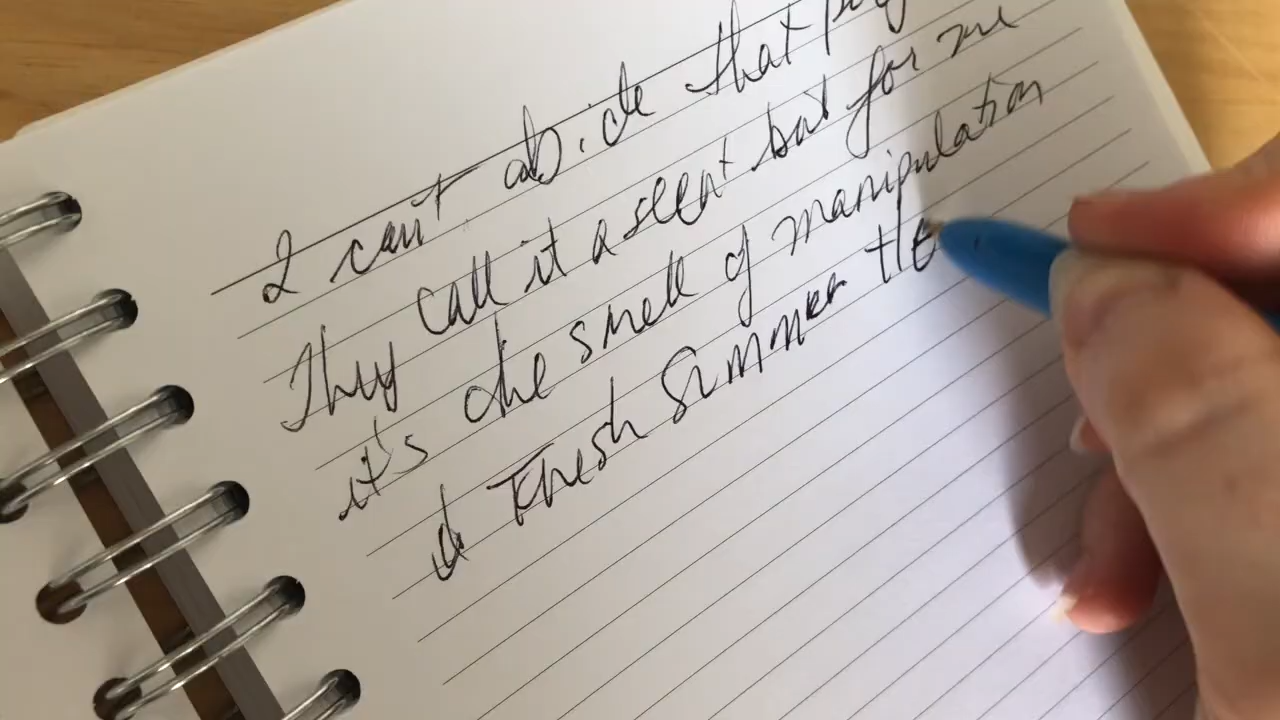 I can't abide that
They call it a scent but for me
it's the smell of manipulation
Fresh Summer